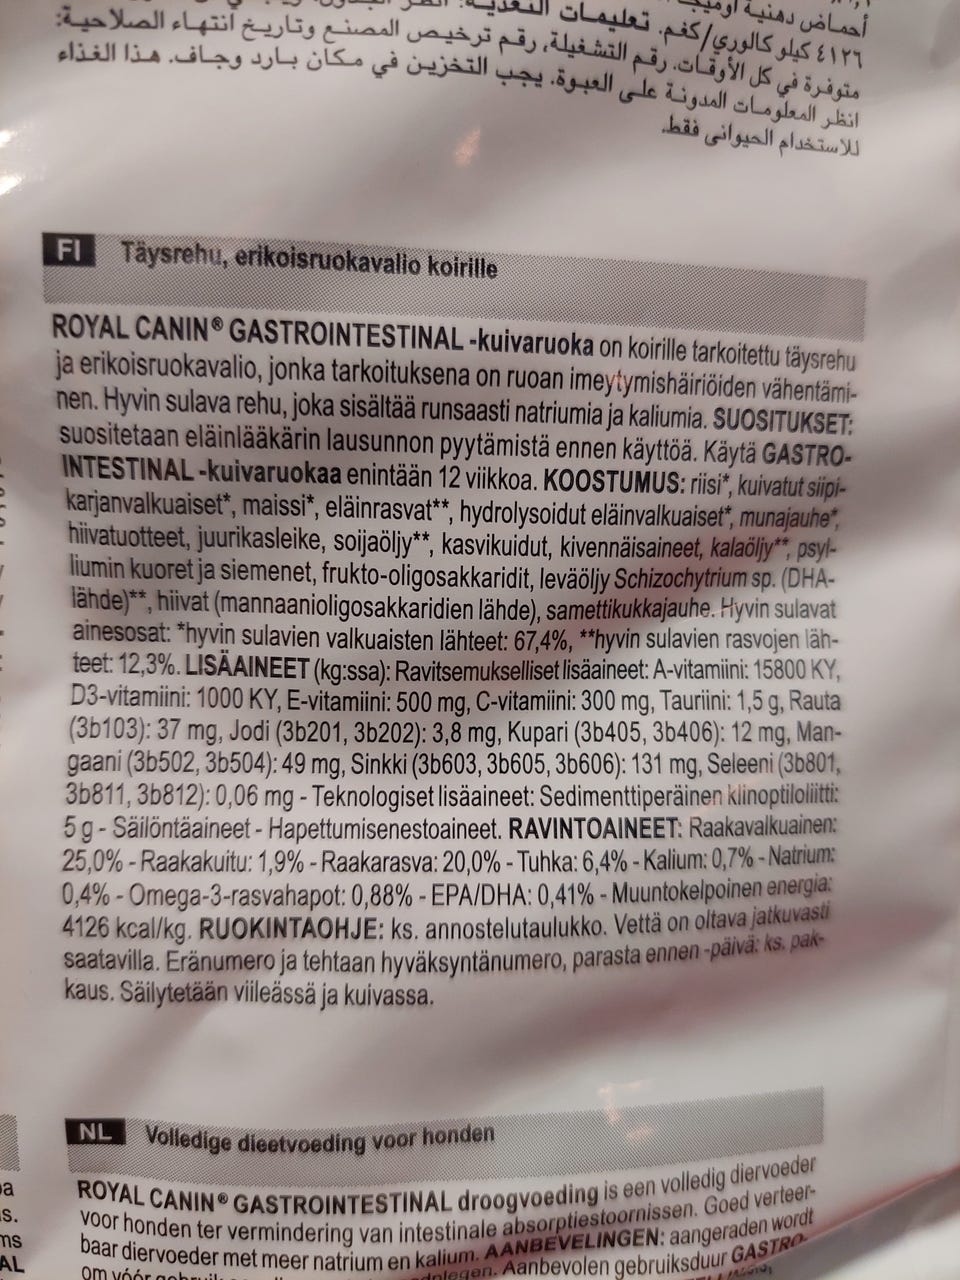 أحماض دهنية
٤١٢٦ كيلو كالوري/كغم. تعليمات التغذية:
متوفرة في كل الأوقات. رقم التشغيلة، رقم ترخيص المصنع وتاريخ انتهاء الصلاحية:
انظر المعلومات المدونة على العبوة. يجب التخزين في مكان بارد وجاف. هذا الغذاء
للاستخدام الحيواني فقط.
FI Täysrehu, erikoisruokavalio koirille
ROYAL CANIN® GASTROINTESTINAL -kuivaruoka on koirille tarkoitettu täysrehu
ja erikoisruokavalio, jonka tarkoituksena on ruoan imeytymishäiriöiden vähentämi-
nen. Hyvin sulava rehu, joka sisältää runsaasti natriumia ja kaliumia. SUOSITUKSET:
suositetaan eläinlääkärin lausunnon pyytämistä ennen käyttöä. Käytä GASTRO-
INTESTINAL -kuivaruokaa enintään 12 viikkoa. KOOSTUMUS: riisi*, kuivatut siipi-
karjanvalkuaiset*, maissi*, eläinrasvat**, hydrolysoidut eläinvalkuaiset*, munajauhe*,
hiivatuotteet, juurikasleike, soijaöljy**, kasvikuidut, kivennäisaineet, kalaöljy**, psyl-
liumin kuoret ja siemenet, frukto-oligosakkaridit, leväöljy Schizochytrium sp. (DHA-
lähde)**, hiivat (mannaanioligosakkaridien lähde), samettikukkajauhe. Hyvin sulavat
ainesosat: *hyvin sulavien valkuaisten lähteet: 67,4%, **hyvin sulavien rasvojen läh-
teet: 12,3%. LISÄAINEET (kg:ssa): Ravitsemukselliset lisäaineet: A-vitamiini: 15800 KY,
D3-vitamiini: 1000 KY, E-vitamiini: 500 mg, C-vitamiini: 300 mg, Tauriini: 1,5 g, Rauta
(3b103): 37 mg, Jodi (3b201, 3b202): 3,8 mg, Kupari (3b405, 3b406): 12 mg, Man-
gaani (3b502, 3b504): 49 mg, Sinkki (3b603, 3b605, 3b606): 131 mg, Seleeni (3b801,
3b811, 3b812): 0,06 mg - Teknologiset lisäaineet: Sedimenttiperäinen klinoptiloliitti:
5 g - Säilöntäaineet - Hapettumisenestoaineet. RAVINTOAINEET: Raakavalkuainen:
25,0% - Raakakuitu: 1,9% - Raakarasva: 20,0% - Tuhka: 6,4% - Kalium: 0,7% - Natrium:
0,4% - Omega-3-rasvahapot: 0,88% - EPA/DHA: 0,41% - Muuntokelpoinen energia:
4126 kcal/kg. RUOKINTAOHJE: ks. annostelutaulukko. Vettä on oltava jatkuvasti
saatavilla. Eränumero ja tehtaan hyväksyntänumero, parasta ennen -päivä: ks. pak-
kaus. Säilytetään viileässä ja kuivassa.
NL Volledige dieetvoeding voor honden
ROYAL CANIN® GASTROINTESTINAL droogvoeding is een volledig diervoeder
voor honden ter vermindering van intestinale absorptiestoornissen. Goed verteer-
baar diervoeder met meer natrium en kalium. AANBEVELINGEN: aangeraden wordt
om vóór Aanbevolen gebruiksduur GASTRO-